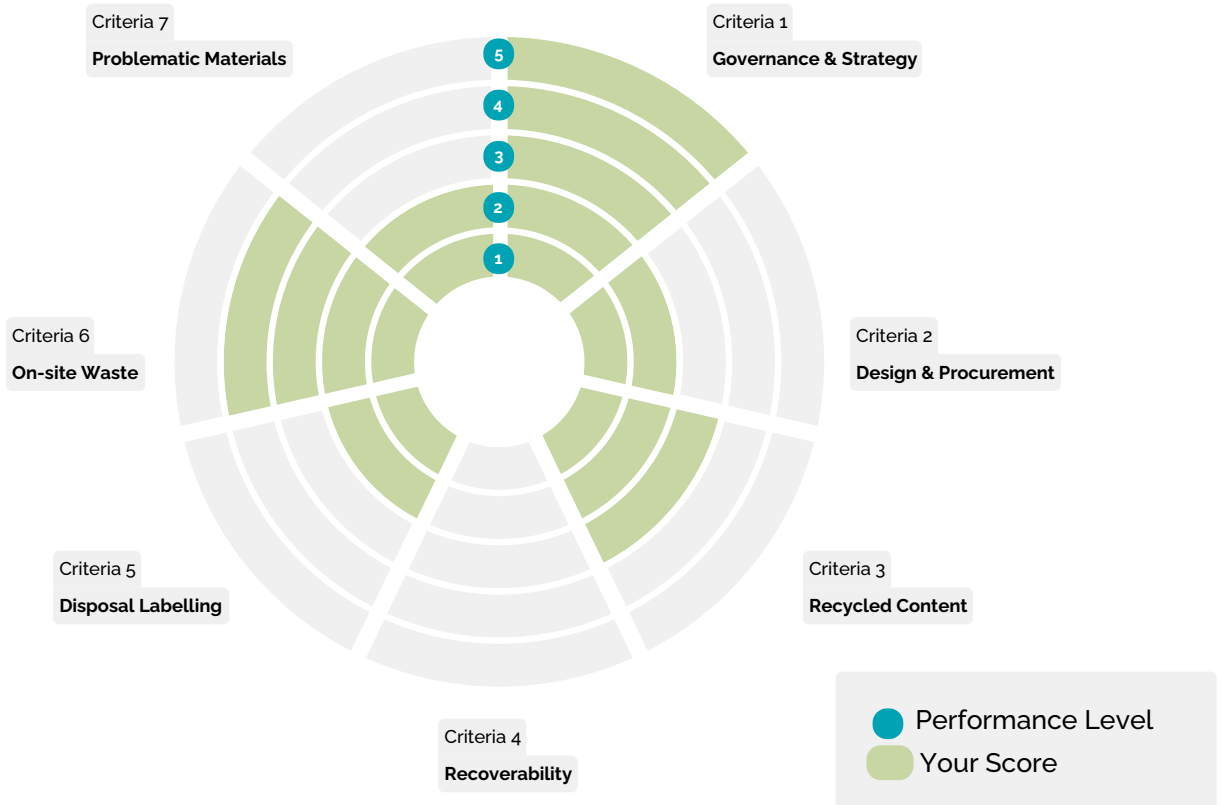 Criteria 7
Problematic Materials
Criteria 1
Governance & Strategy
5
4
3
2
1
Criteria 6
On-site Waste
Criteria 2
Design & Procurement
Criteria 5
Disposal Labelling
Criteria 3
Recycled Content
Criteria 4
Recoverability
Performance Level
Your Score